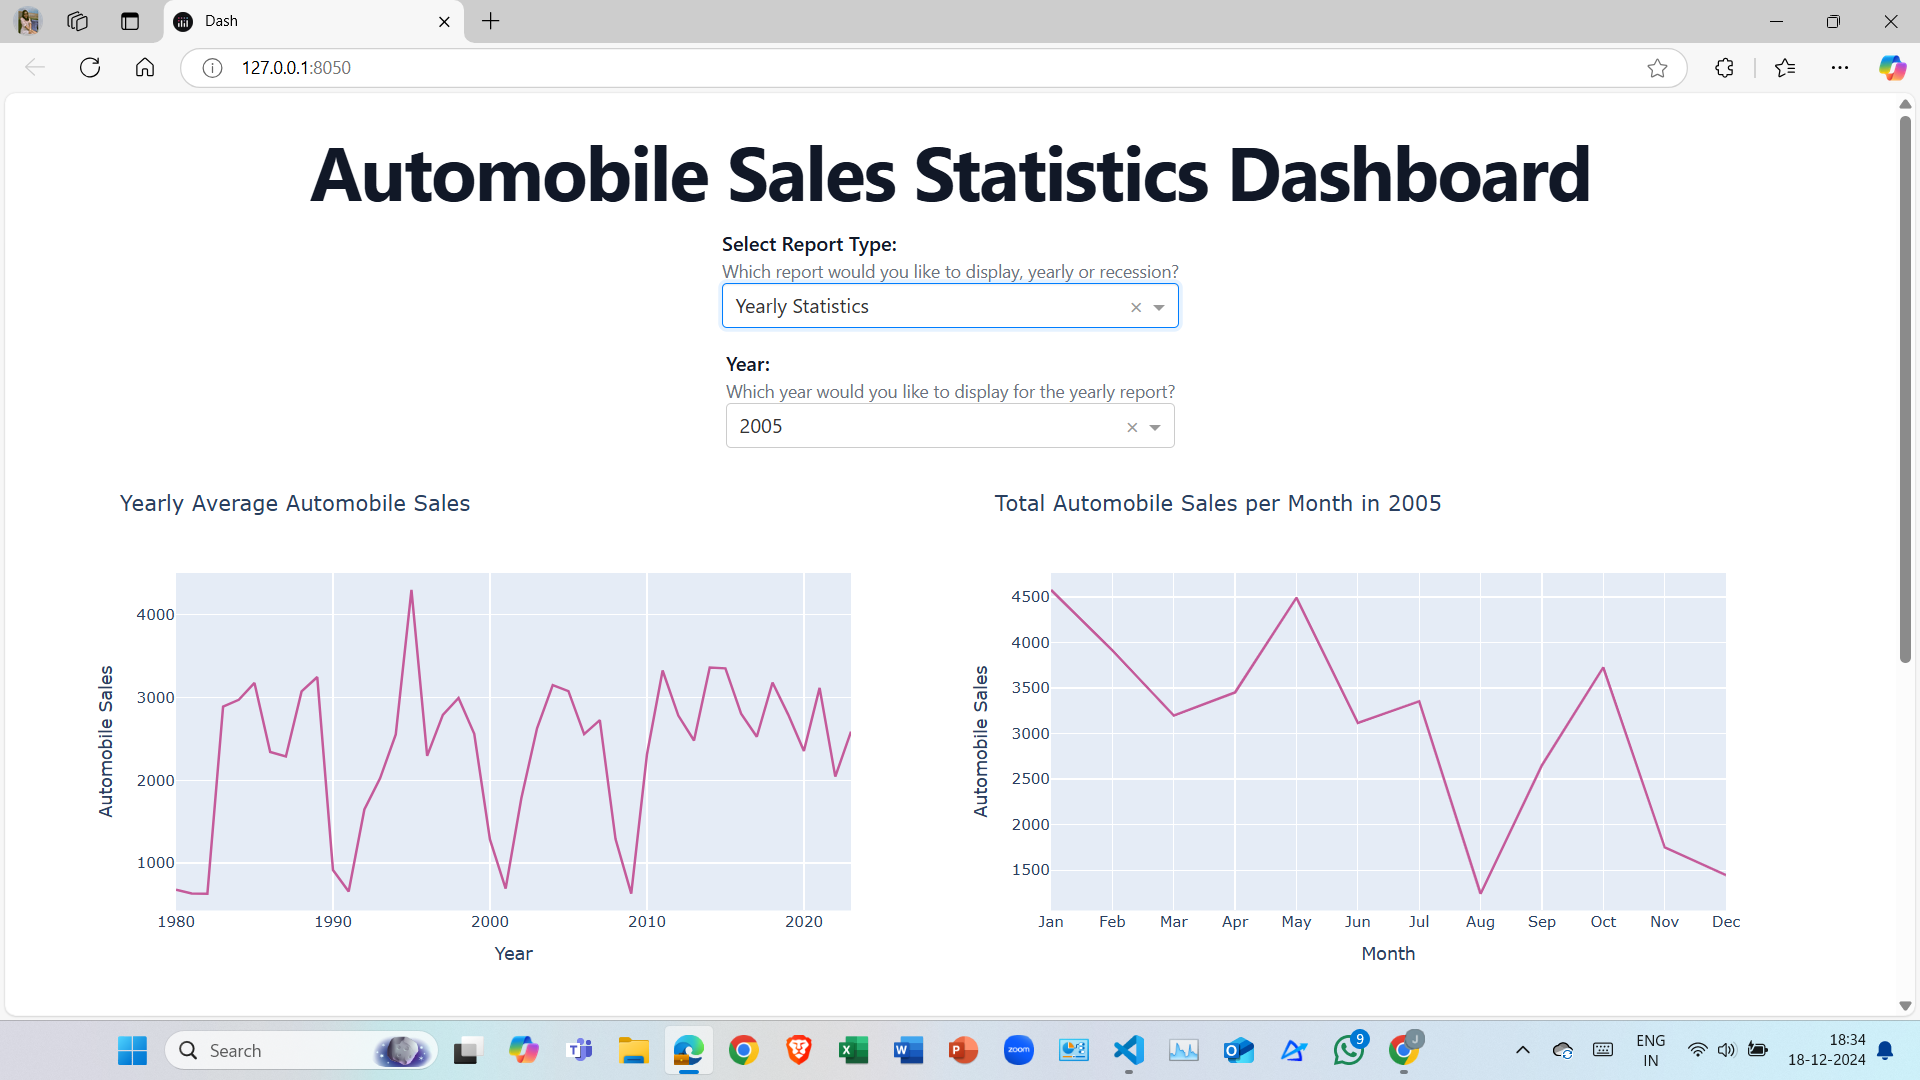 Dash
127.0.0.1:8050
Automobile Sales Statistics Dashboard
Select Report Type:
Which report would you like to display, yearly or recession?
Yearly Statistics
Year:
Which year would you like to display for the yearly report?
2005
Yearly Average Automobile Sales
4000
3000
2000
1000
Automobile Sales
1980 1990 2000 2010 2020
Year
Total Automobile Sales per Month in 2005
4500
4000
3500
3000
2500
2000
1500
Automobile Sales
Jan Feb Mar Apr May Jun Jul Aug Sep Oct Nov Dec
Month
Search
zoom
9
J
ENG
IN
18:34
18-12-2024